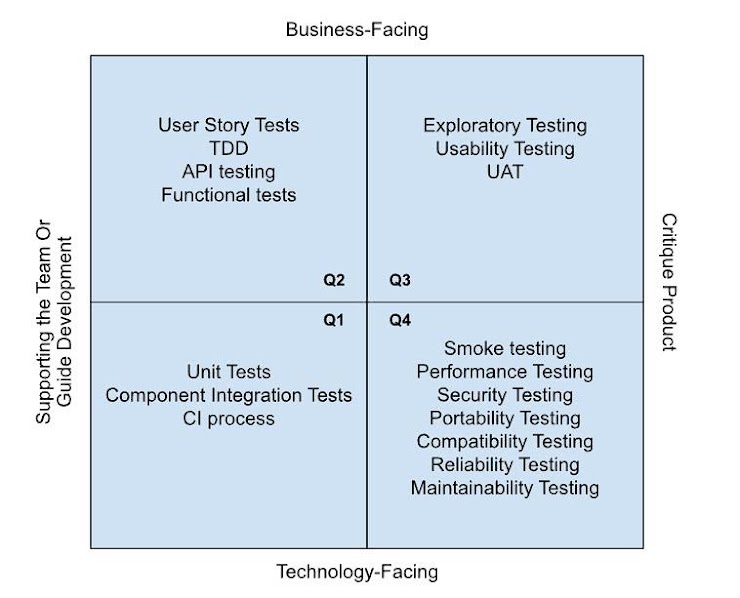 Business-Facing
User Story Tests
TDD
API testing
Functional tests
Q2
Exploratory Testing
Usability Testing
UAT
Q3
Supporting the Team Or
Guide Development
Critique Product
Q1
Unit Tests
Component Integration Tests
CI process
Q4
Smoke testing
Performance Testing
Security Testing
Portability Testing
Compatibility Testing
Reliability Testing
Maintainability Testing
Technology-Facing